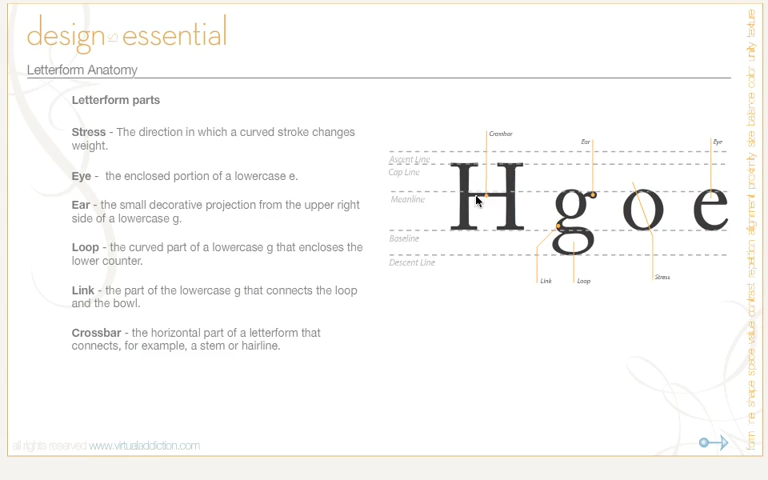 design essential
Letterform Anatomy
Letterform parts
Stress - The direction in which a curved stroke changes
weight.
Eye - the enclosed portion of a lowercase e.
Ear - the small decorative projection from the upper right
side of a lowercase g.
Loop - the curved part of a lowercase g that encloses the
lower counter.
Link - the part of the lowercase g that connects the loop
and the bowl.
Crossbar - the horizontal part of a letterform that
connects, for example, a stem or hairline.
Crossbar
Ear
Eye
Ascent Line
Cap Line
Meanline
Baseline
Descent Line
H g o e
Link
Loop
Stress
form line shape space value contrast repetition alignment proximity size balance color unity texture
all rights reserved www.virtualaddiction.com